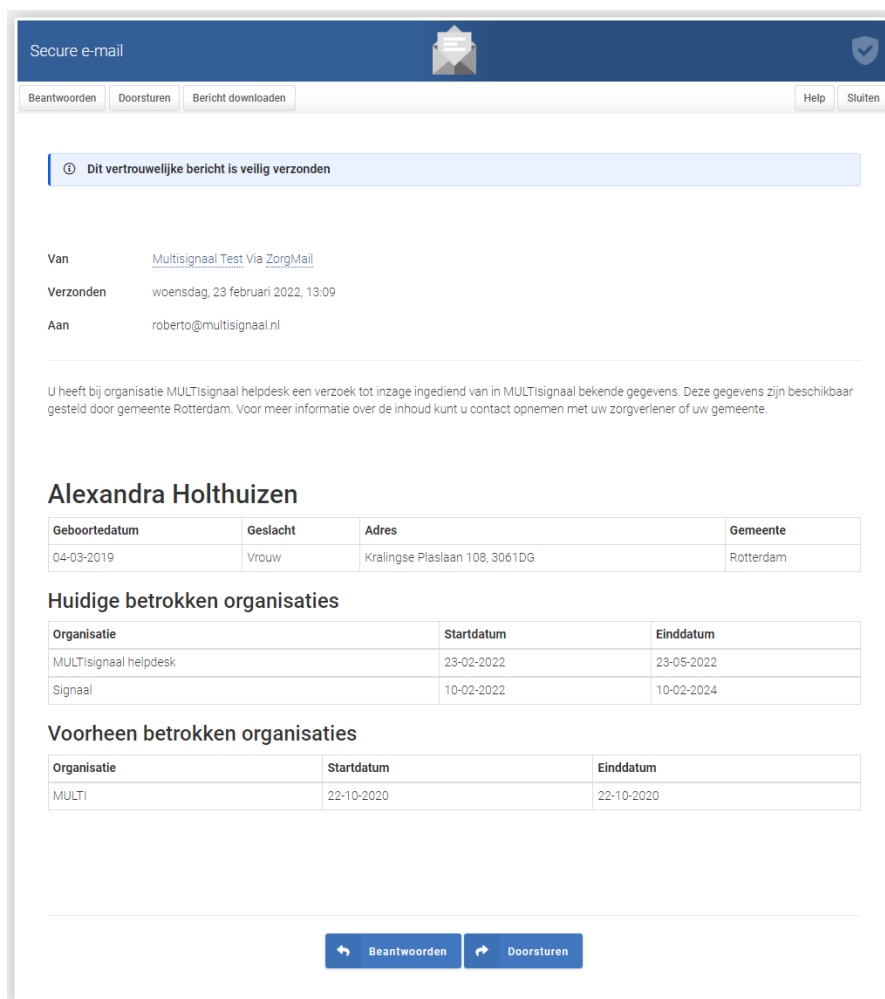 Secure e-mail
Beantwoorden Doorsturen Bericht downloaden Help Sluiten
Dit vertrouwelijke bericht is veilig verzonden
Van Multisignaal Test Via ZorgMail
Verzonden woensdag, 23 februari 2022, 13:09
Aan roberto@multisignaal.nl
U heeft bij organisatie MULTIsignaal helpdesk een verzoek tot inzage ingediend van in MULTIsignaal bekende gegevens. Deze gegevens zijn beschikbaar
gesteld door gemeente Rotterdam. Voor meer informatie over de inhoud kunt u contact opnemen met uw zorgverlener of uw gemeente.
Alexandra Holthuizen
Geboortedatum Geslacht Adres Gemeente
04-03-2019 Vrouw Kralingse Plaslaan 108, 3061DG Rotterdam
Huidige betrokken organisaties
Organisatie Startdatum Einddatum
MULTIsignaal helpdesk 23-02-2022 23-05-2022
Signaal 10-02-2022 10-02-2024
Voorheen betrokken organisaties
Organisatie Startdatum Einddatum
MULTI 22-10-2020 22-10-2020
Beantwoorden Doorsturen